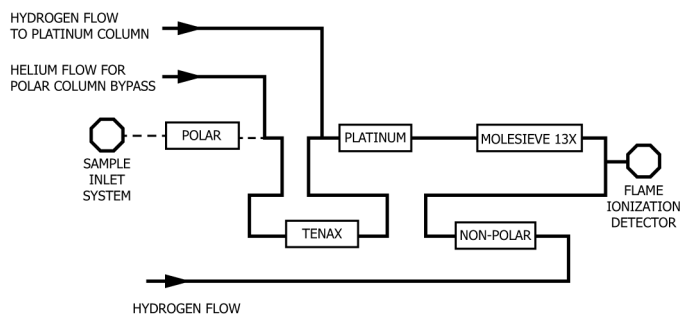 HYDROGEN FLOW
TO PLATINUM COLUMN
HELIUM FLOW FOR
POLAR COLUMN BYPASS
POLAR
PLATINUM
MOLESIEVE 13X
SAMPLE
INLET
SYSTEM
FLAME
IONIZATION
DETECTOR
TENAX
NON-POLAR
HYDROGEN FLOW